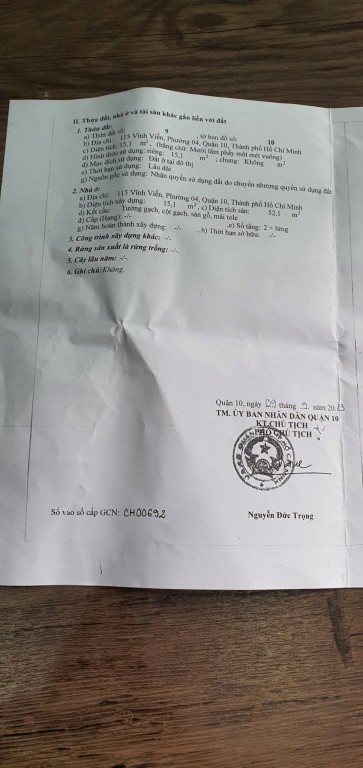 II. Thửa đất, nhà ở và tài sản khác gắn liền với đất
1. Thửa đất:
a) Thửa đất số: 9 , tờ bản đồ số: 10
b) Địa chỉ: 115 Vĩnh Viễn, Phường 04, Quận 10, Thành phố Hồ Chí Minh
c) Diện tích: 15,1 m², (bằng chữ: Mười lăm phẩy một mét vuông)
d) Hình thức sử dụng: riêng: 15,1 m² ; chung: Không m²
đ) Mục đích sử dụng: Đất ở tại đô thị
e) Thời hạn sử dụng: Lâu dài
g) Nguồn gốc sử dụng: Nhận quyền sử dụng đất do chuyển nhượng quyền sử dụng đất
2. Nhà ở:
a) Địa chỉ: 115 Vĩnh Viễn, Phường 04, Quận 10, Thành phố Hồ Chí Minh
b) Diện tích xây dựng: 15,1 m², c) Diện tích sàn: 52,1 m²
d) Kết cấu: Tường gạch, cột gạch, sàn gỗ, mái tole
đ) Cấp (Hạng): -/- ,e) Số tầng: 2 + lửng
g) Năm hoàn thành xây dựng: -/- , h) Thời hạn sở hữu: -/-
3. Công trình xây dựng khác: -/-
4. Rừng sản xuất là rừng trồng: -/-
5. Cây lâu năm: -/-
6. Ghi chú: Không.
Quận 10, ngày 09 tháng 9 năm 20
TM. ỦY BAN NHÂN DÂN QUẬN 10
KT.CHỦ TỊCH
PHÓ CHỦ TỊCH
Số vào sổ cấp GCN: CH00692
Nguyễn Đức Trọng